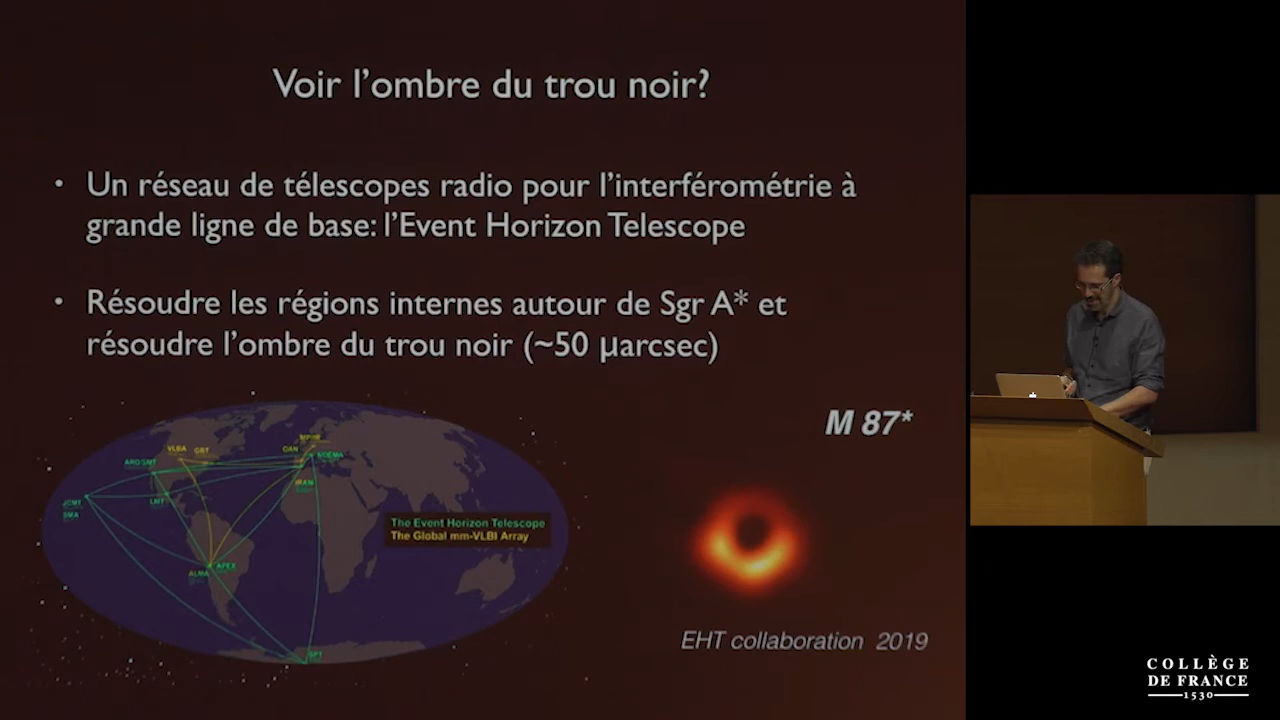 Voir l'ombre du trou noir?
• Un réseau de télescopes radio pour l'interférométrie à
grande ligne de base: l'Event Horizon Telescope
• Résoudre les régions internes autour de Sgr A* et
résoudre l'ombre du trou noir (~50 µarcsec)
M 87*
VLBA GBT
OAN
NOEMA
ARO/SMT
IRAM
JCMT
LMT
SMA
The Event Horizon Telescope
The Global mm-VLBI Array
ALMA APEX
SPT
EHT collaboration 2019
COLLÈGE
DE FRANCE
1530